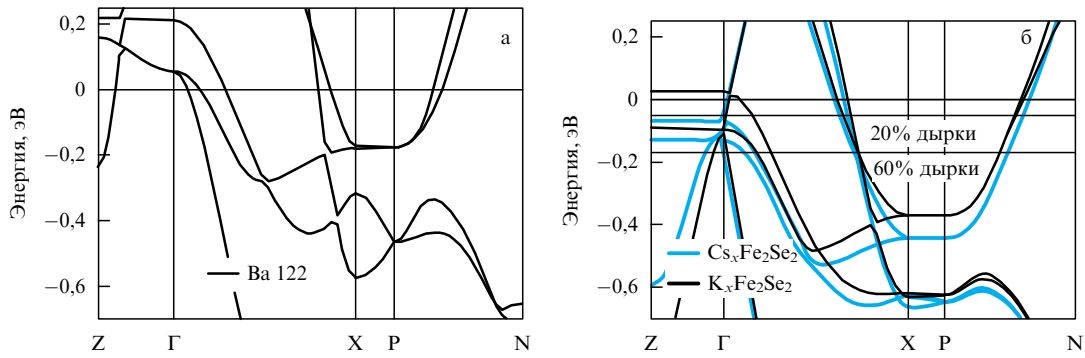 а
Энергия, эВ
0,2
0
−0,2
−0,4
−0,6
Ba 122
Z Γ X P N
б
Энергия, эВ
0,2
0
−0,2
−0,4
−0,6
20% дырки
60% дырки
CsₓFe₂Se₂
KₓFe₂Se₂
Z Γ X P N